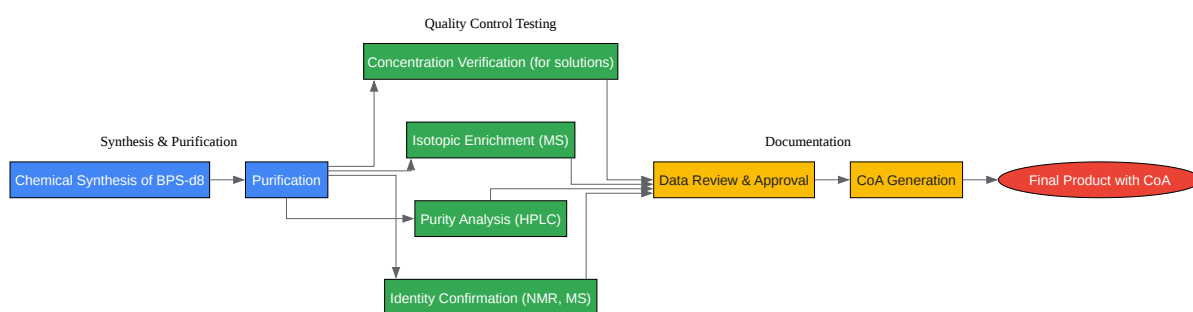 Quality Control Testing
Concentration Verification (for solutions)
Synthesis & Purification
Isotopic Enrichment (MS)
Documentation
Chemical Synthesis of BPS-d8
Purification
Data Review & Approval
CoA Generation
Final Product with CoA
Purity Analysis (HPLC)
Identity Confirmation (NMR, MS)